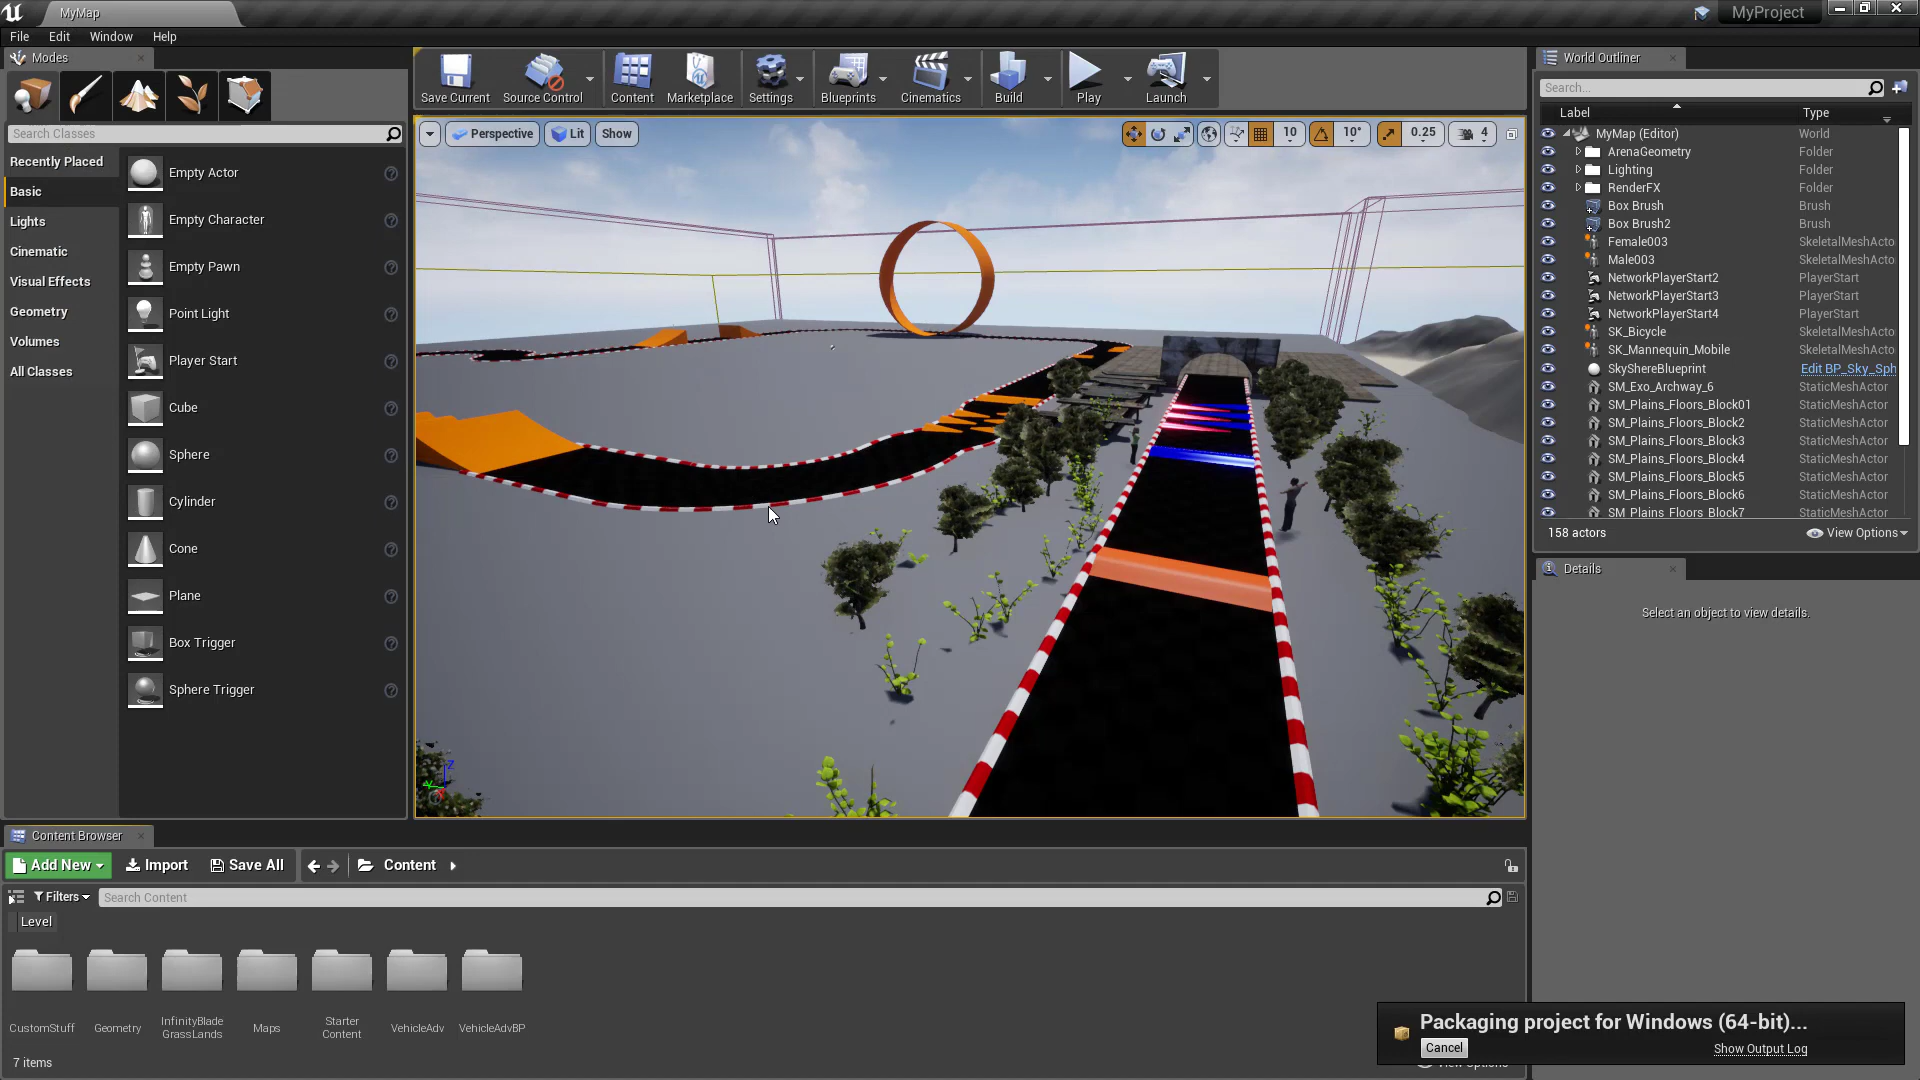 MyMap
MyProject
File Edit Window Help
Modes
Search Classes
Recently Placed
Basic
Lights
Cinematic
Visual Effects
Geometry
Volumes
All Classes
Empty Actor
Empty Character
Empty Pawn
Point Light
Player Start
Cube
Sphere
Cylinder
Cone
Plane
Box Trigger
Sphere Trigger
Save Current
Source Control
Content
Marketplace
Settings
Blueprints
Cinematics
Build
Play
Launch
Perspective Lit Show
10 10° 0.25 4
Z
World Outliner
Search...
Label Type
MyMap (Editor) World
ArenaGeometry Folder
Lighting Folder
RenderFX Folder
Box Brush Brush
Box Brush2 Brush
Female003 SkeletalMeshActo
Male003 SkeletalMeshActo
NetworkPlayerStart2 PlayerStart
NetworkPlayerStart3 PlayerStart
NetworkPlayerStart4 PlayerStart
SK_Bicycle SkeletalMeshActo
SK_Mannequin_Mobile SkeletalMeshActo
SkyShereBlueprint Edit BP_Sky_Sph
SM_Exo_Archway_6 StaticMeshActor
SM_Plains_Floors_Block01 StaticMeshActor
SM_Plains_Floors_Block2 StaticMeshActor
SM_Plains_Floors_Block3 StaticMeshActor
SM_Plains_Floors_Block4 StaticMeshActor
SM_Plains_Floors_Block5 StaticMeshActor
SM_Plains_Floors_Block6 StaticMeshActor
SM_Plains_Floors_Block7 StaticMeshActor
158 actors View Options
Details
Select an object to view details.
Content Browser
Add New Import Save All Content
Filters Search Content
Level
CustomStuff
Geometry
InfinityBlade
GrassLands
Maps
Starter
Content
VehicleAdv
VehicleAdvBP
7 items
Packaging project for Windows (64-bit)...
Cancel
Show Output Log
View Options